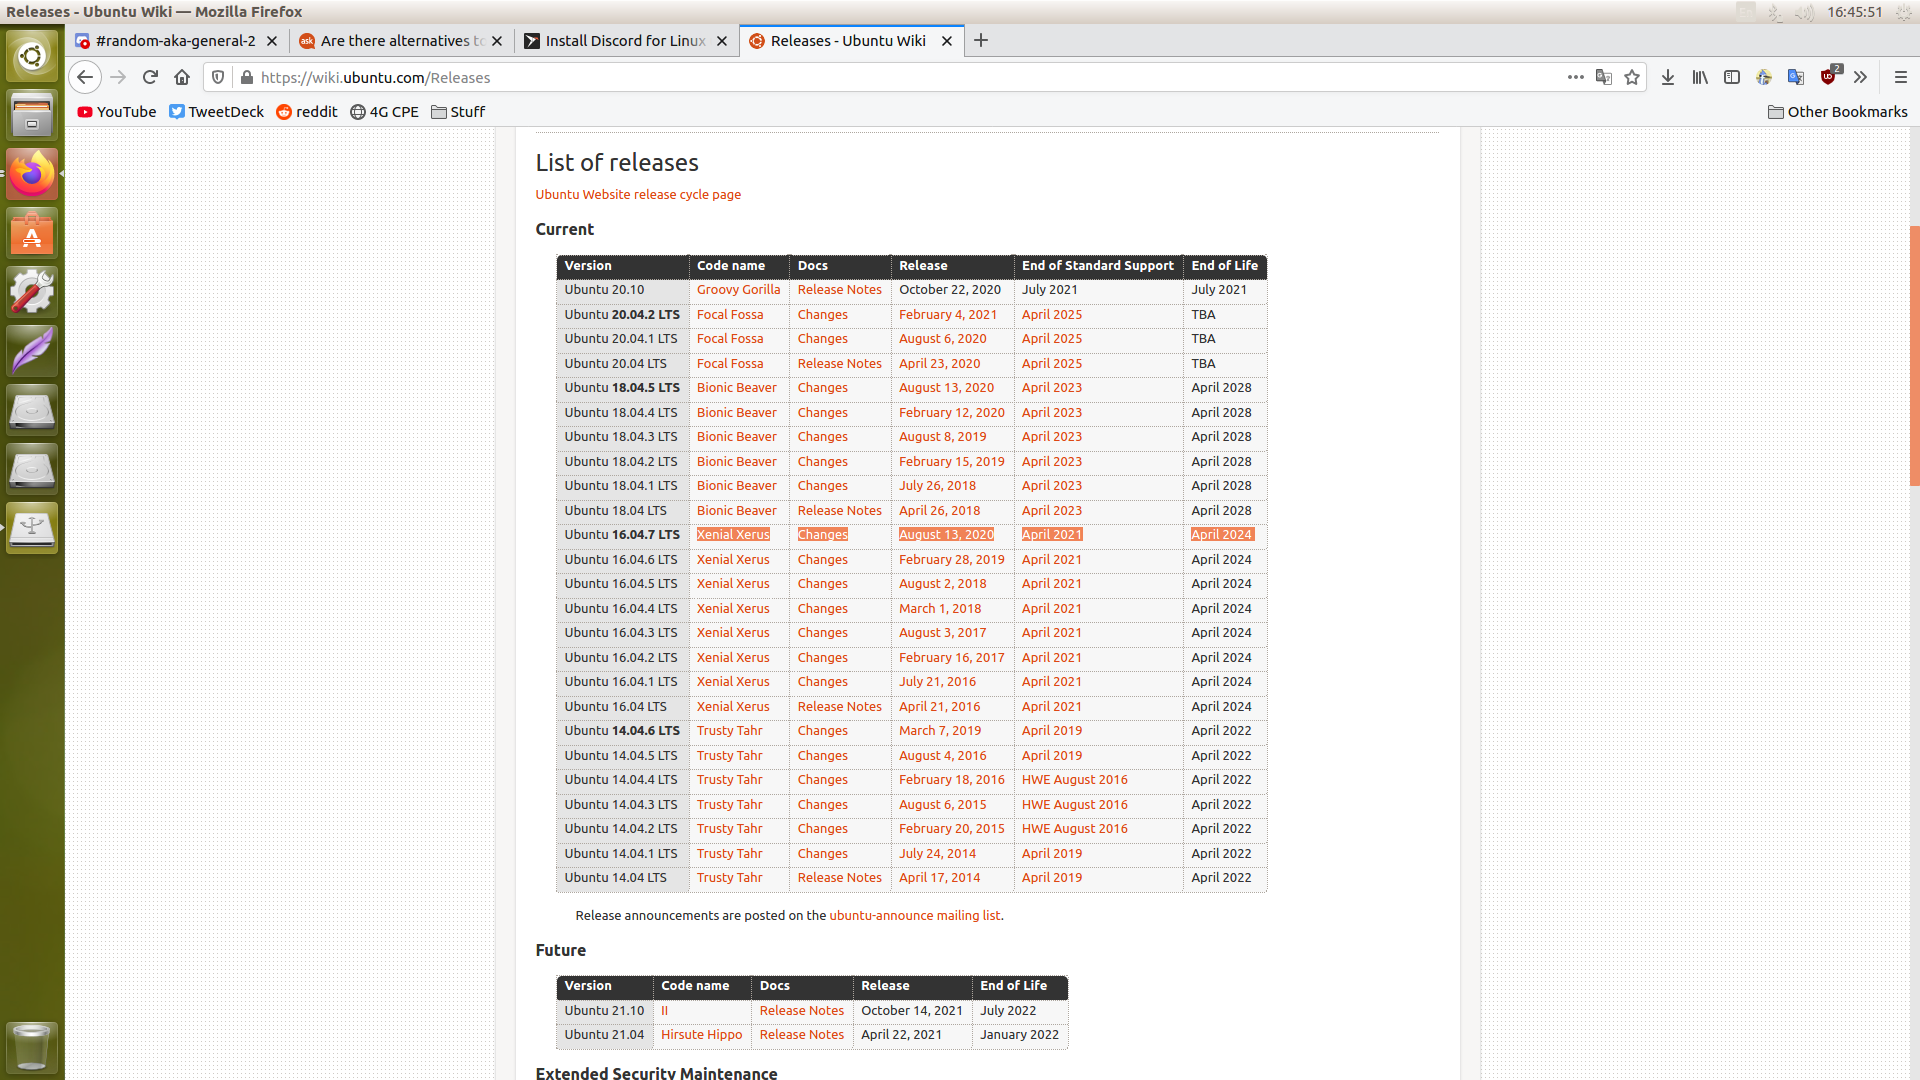 Releases - Ubuntu Wiki — Mozilla Firefox
16:45:51
#random-aka-general-2
Are there alternatives to
Install Discord for Linux
Releases - Ubuntu Wiki
https://wiki.ubuntu.com/Releases
2
YouTube TweetDeck reddit 4G CPE Stuff Other Bookmarks
List of releases
Ubuntu Website release cycle page
Current
Version Code name Docs Release End of Standard Support End of Life
Ubuntu 20.10 Groovy Gorilla Release Notes October 22, 2020 July 2021 July 2021
Ubuntu 20.04.2 LTS Focal Fossa Changes February 4, 2021 April 2025 TBA
Ubuntu 20.04.1 LTS Focal Fossa Changes August 6, 2020 April 2025 TBA
Ubuntu 20.04 LTS Focal Fossa Release Notes April 23, 2020 April 2025 TBA
Ubuntu 18.04.5 LTS Bionic Beaver Changes August 13, 2020 April 2023 April 2028
Ubuntu 18.04.4 LTS Bionic Beaver Changes February 12, 2020 April 2023 April 2028
Ubuntu 18.04.3 LTS Bionic Beaver Changes August 8, 2019 April 2023 April 2028
Ubuntu 18.04.2 LTS Bionic Beaver Changes February 15, 2019 April 2023 April 2028
Ubuntu 18.04.1 LTS Bionic Beaver Changes July 26, 2018 April 2023 April 2028
Ubuntu 18.04 LTS Bionic Beaver Release Notes April 26, 2018 April 2023 April 2028
Ubuntu 16.04.7 LTS Xenial Xerus Changes August 13, 2020 April 2021 April 2024
Ubuntu 16.04.6 LTS Xenial Xerus Changes February 28, 2019 April 2021 April 2024
Ubuntu 16.04.5 LTS Xenial Xerus Changes August 2, 2018 April 2021 April 2024
Ubuntu 16.04.4 LTS Xenial Xerus Changes March 1, 2018 April 2021 April 2024
Ubuntu 16.04.3 LTS Xenial Xerus Changes August 3, 2017 April 2021 April 2024
Ubuntu 16.04.2 LTS Xenial Xerus Changes February 16, 2017 April 2021 April 2024
Ubuntu 16.04.1 LTS Xenial Xerus Changes July 21, 2016 April 2021 April 2024
Ubuntu 16.04 LTS Xenial Xerus Release Notes April 21, 2016 April 2021 April 2024
Ubuntu 14.04.6 LTS Trusty Tahr Changes March 7, 2019 April 2019 April 2022
Ubuntu 14.04.5 LTS Trusty Tahr Changes August 4, 2016 April 2019 April 2022
Ubuntu 14.04.4 LTS Trusty Tahr Changes February 18, 2016 HWE August 2016 April 2022
Ubuntu 14.04.3 LTS Trusty Tahr Changes August 6, 2015 HWE August 2016 April 2022
Ubuntu 14.04.2 LTS Trusty Tahr Changes February 20, 2015 HWE August 2016 April 2022
Ubuntu 14.04.1 LTS Trusty Tahr Changes July 24, 2014 April 2019 April 2022
Ubuntu 14.04 LTS Trusty Tahr Release Notes April 17, 2014 April 2019 April 2022
Release announcements are posted on the ubuntu-announce mailing list.
Future
Version Code name Docs Release End of Life
Ubuntu 21.10 II Release Notes October 14, 2021 July 2022
Ubuntu 21.04 Hirsute Hippo Release Notes April 22, 2021 January 2022
Extended Security Maintenance